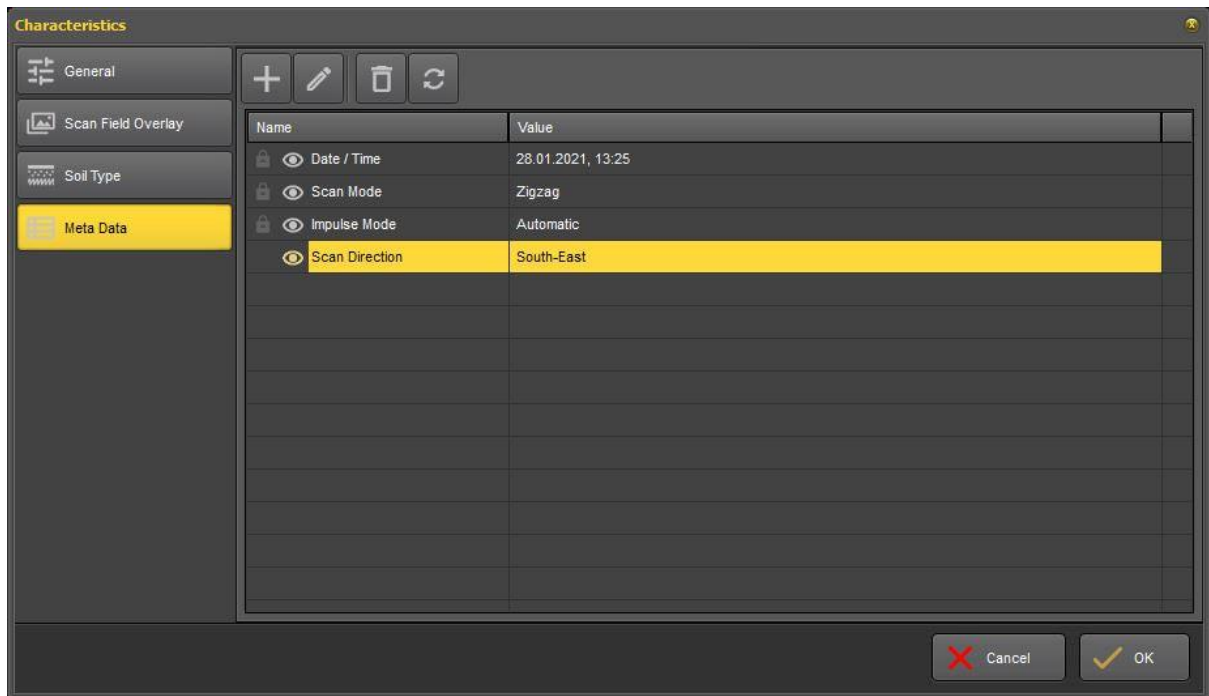 Characteristics
General
Scan Field Overlay
Soil Type
Meta Data
Name Value
Date / Time 28.01.2021, 13:25
Scan Mode Zigzag
Impulse Mode Automatic
Scan Direction South-East
Cancel OK